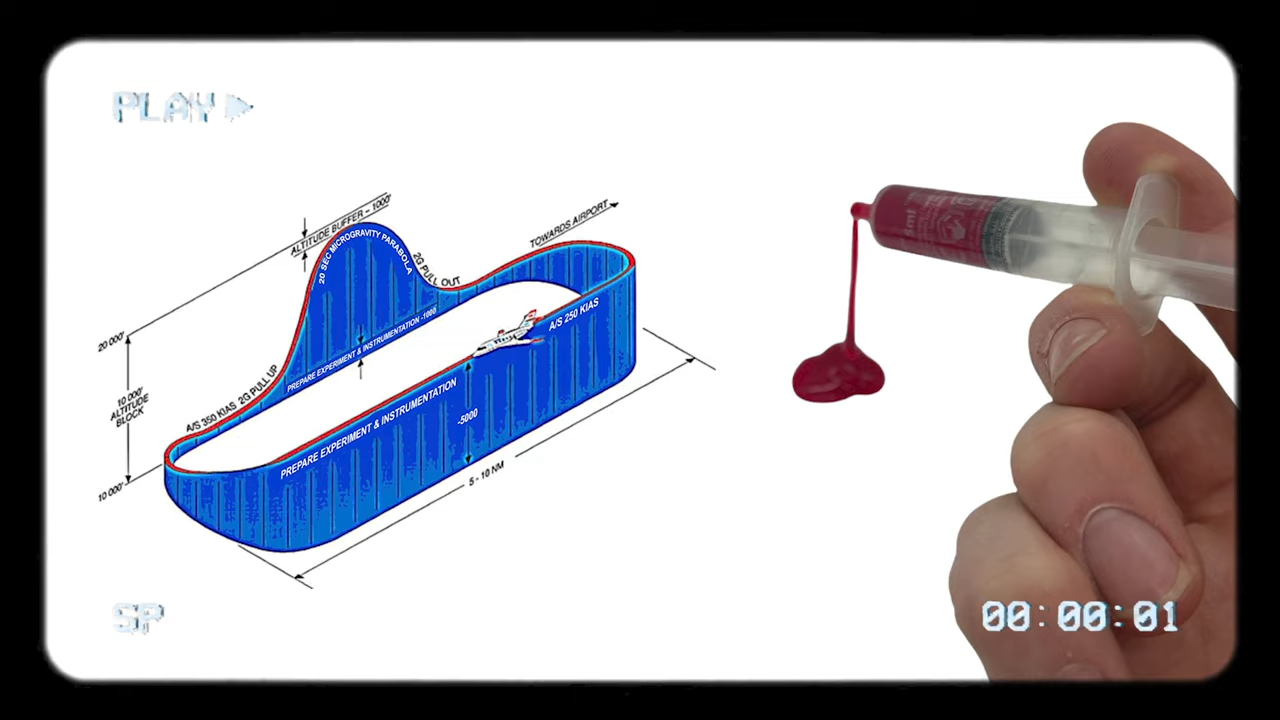 PLAY
ALTITUDE BUFFER - 1000'
20 SEC MICROGRAVITY PARABOLA
2G PULL OUT
TOWARDS AIRPORT
20 000'
10 000'
ALTITUDE
BLOCK
10 000'
A/S 350 KIAS 2G PULL UP
PREPARE EXPERIMENT & INSTRUMENTATION -1000
A/S 250 KIAS
PREPARE EXPERIMENT & INSTRUMENTATION
-5000
5 - 10 NM
5ml
SP
00:00:01